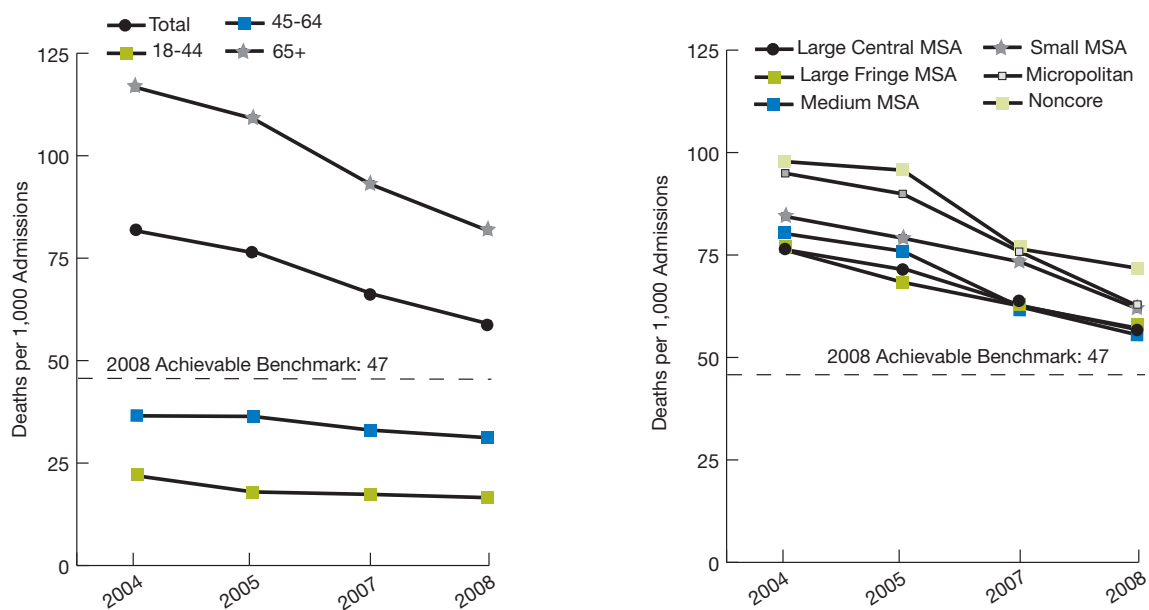 Total
45-64
18-44
65+
125
100
75
50
25
0
Deaths per 1,000 Admissions
2008 Achievable Benchmark: 47
2004
2005
2007
2008
Large Central MSA
Small MSA
Large Fringe MSA
Micropolitan
Medium MSA
Noncore
125
100
75
50
25
0
Deaths per 1,000 Admissions
2008 Achievable Benchmark: 47
2004
2005
2007
2008